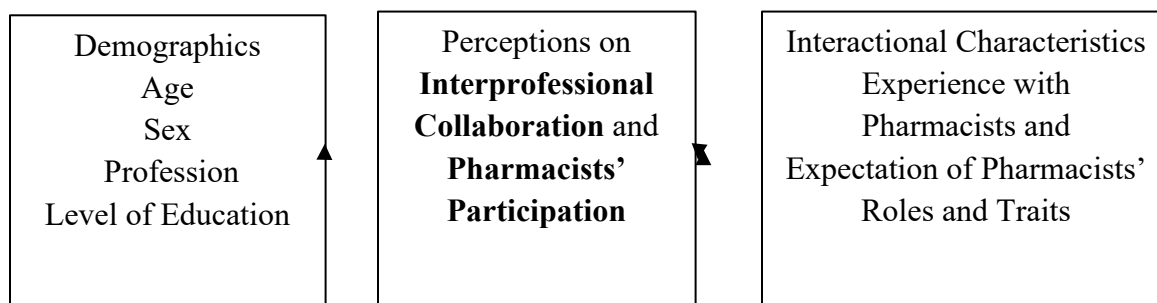 Demographics
Age
Sex
Profession
Level of Education
Perceptions on
Interprofessional
Collaboration and
Pharmacists’
Participation
Interactional Characteristics
Experience with
Pharmacists and
Expectation of Pharmacists’
Roles and Traits